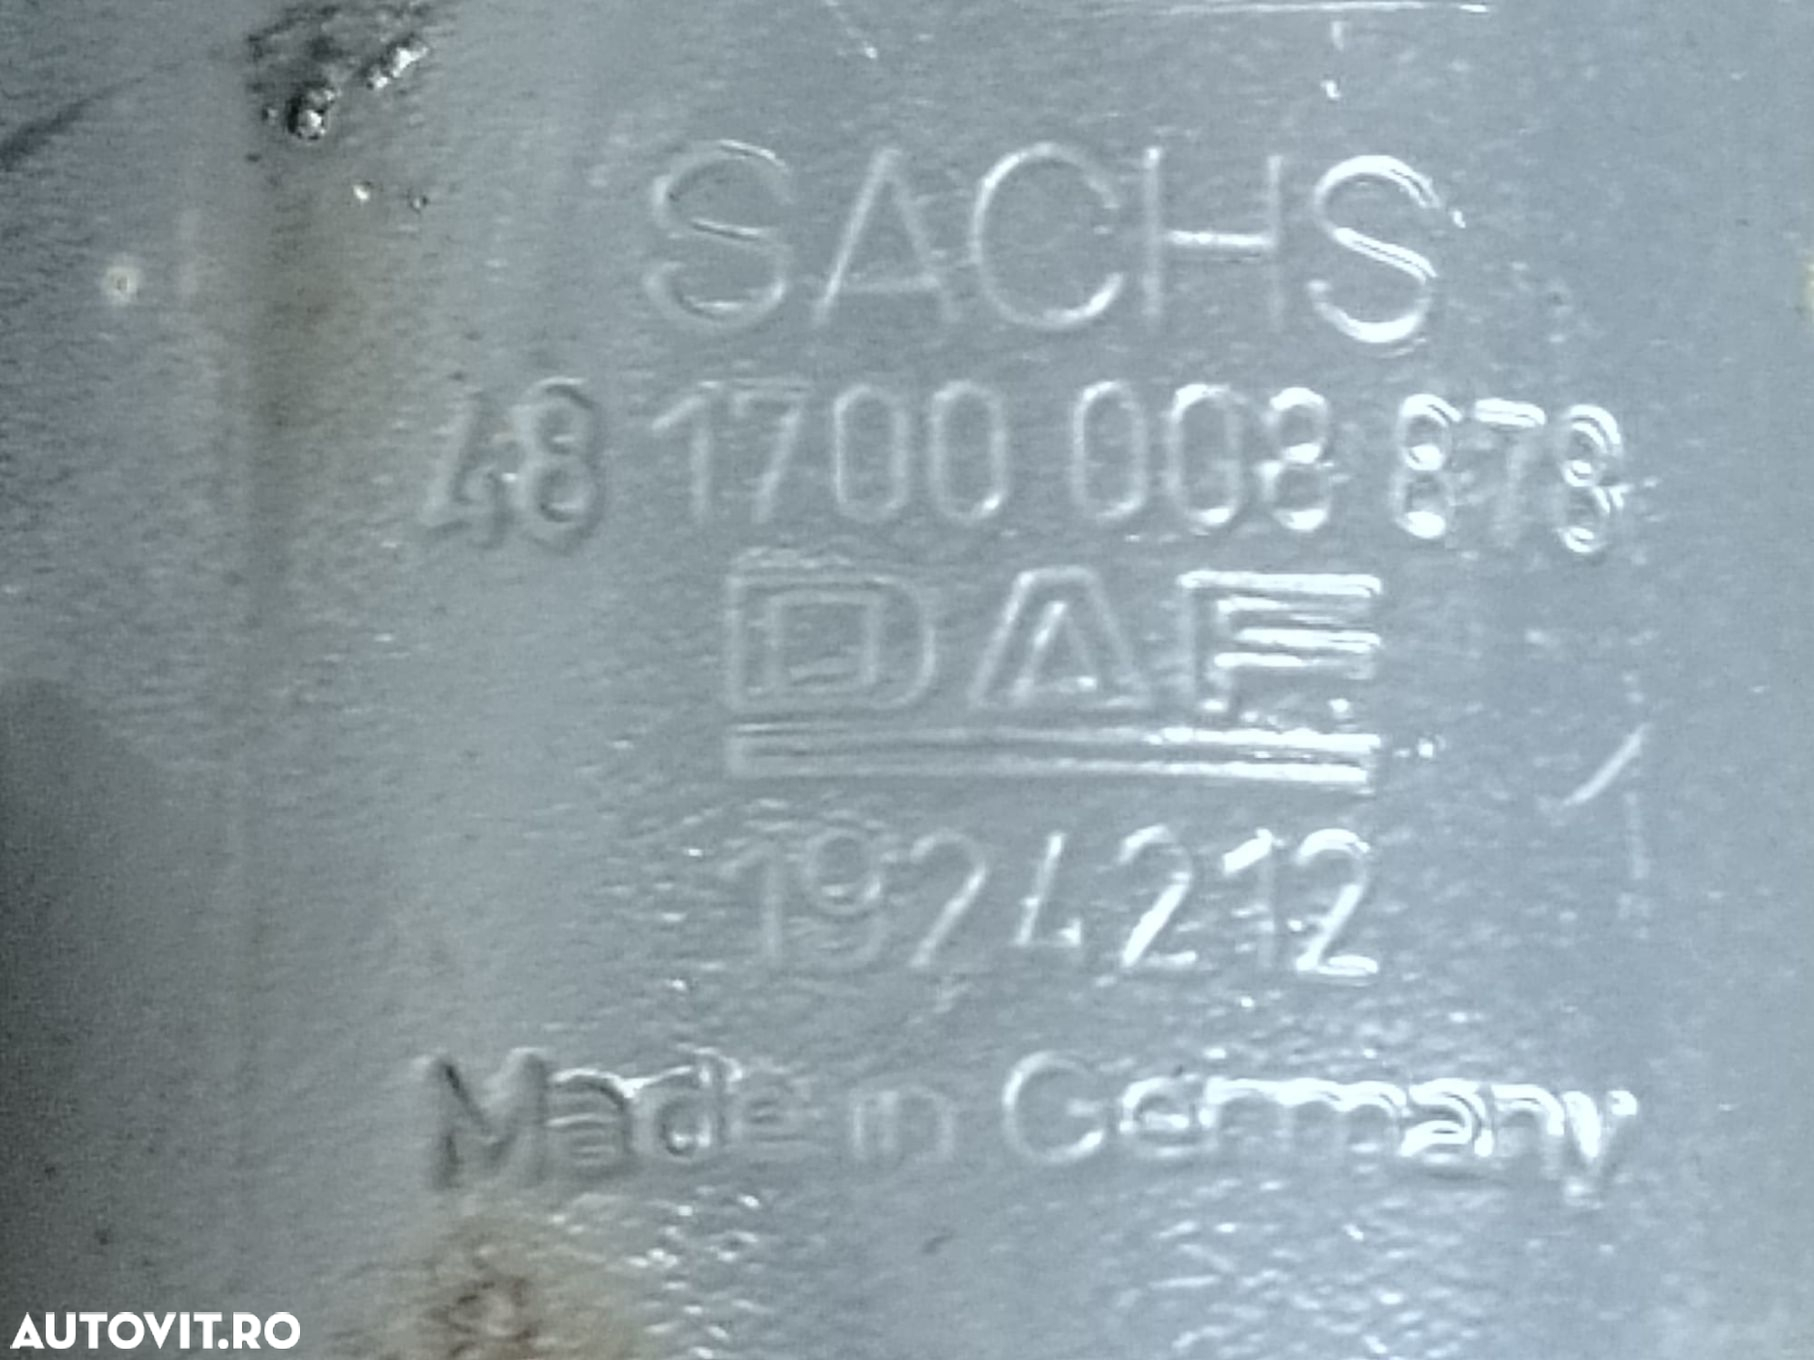 SACHS
48 1700 008 878
DAF
1924212
Made in Germany
AUTOVIT.RO